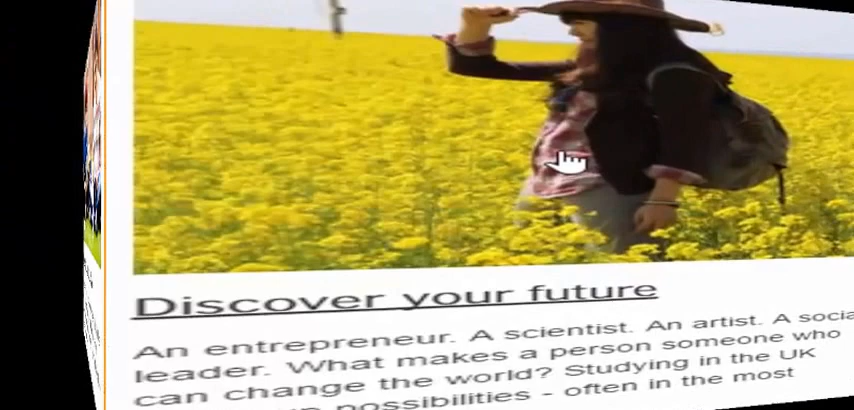 Discover your future
An entrepreneur. A scientist. An artist. A socia
leader. What makes a person someone who
can change the world? Studying in the UK
possibilities - often in the most